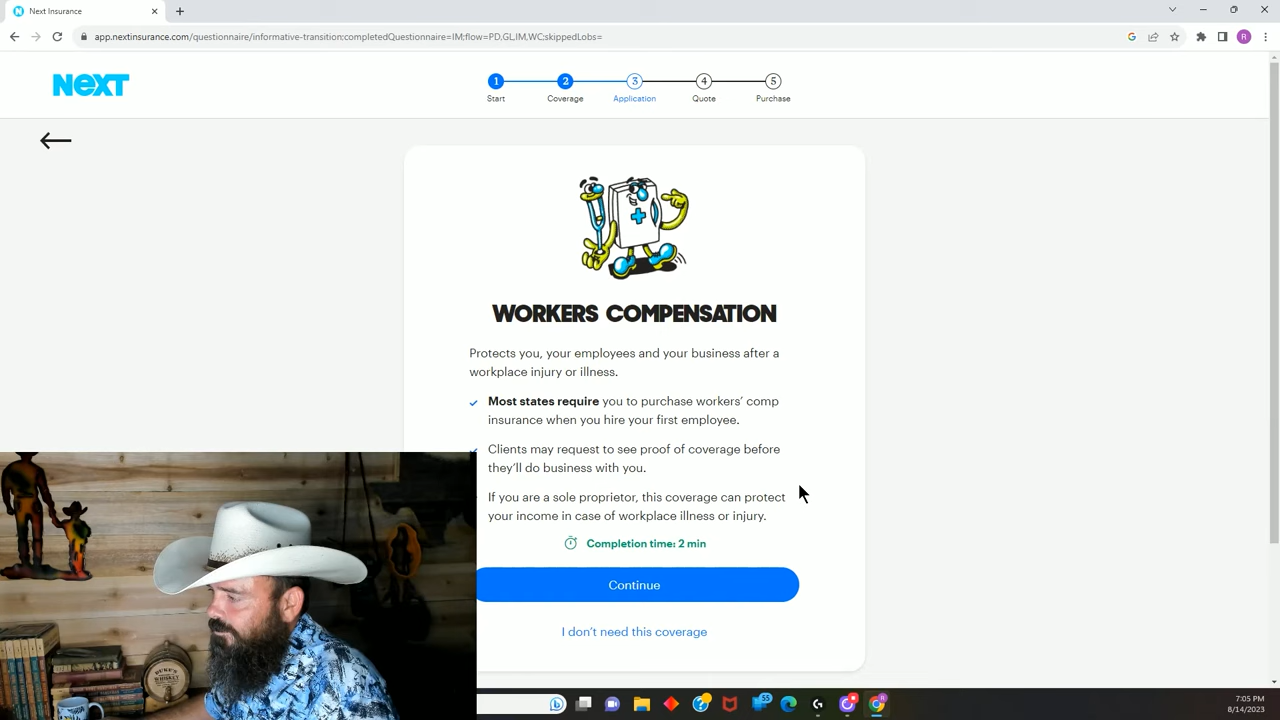 Next Insurance
app.nextinsurance.com/questionnaire/informative-transition;completedQuestionnaire=IM;flow=PD,GL,IM,WC;skippedLobs=
R
NEXT
1 2 3 4 5
Start Coverage Application Quote Purchase
WORKERS COMPENSATION
Protects you, your employees and your business after a
workplace injury or illness.
Most states require you to purchase workers' comp
insurance when you hire your first employee.
Clients may request to see proof of coverage before
they'll do business with you.
If you are a sole proprietor, this coverage can protect
your income in case of workplace illness or injury.
Completion time: 2 min
Continue
I don't need this coverage
DUKE'S
WHISKEY
55
7:05 PM
8/14/2023